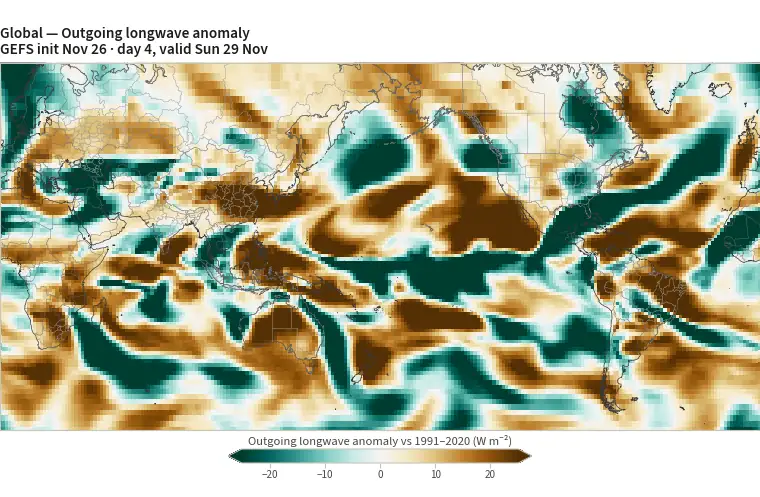 Global — Outgoing longwave anomaly
GEFS init Nov 26 · day 4, valid Sun 29 Nov
Outgoing longwave anomaly vs 1991–2020 (W m⁻²)
−20 −10 0 10 20